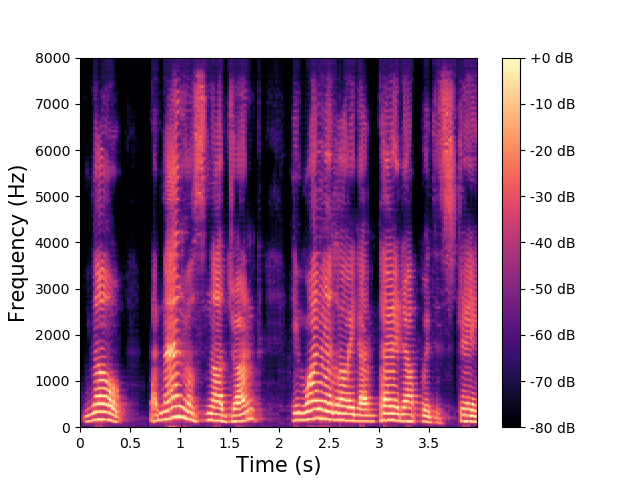 8000
7000
6000
5000
4000
3000
2000
1000
0
Frequency (Hz)
0 0.5 1 1.5 2 2.5 3 3.5
Time (s)
+0 dB
-10 dB
-20 dB
-30 dB
-40 dB
-50 dB
-60 dB
-70 dB
-80 dB